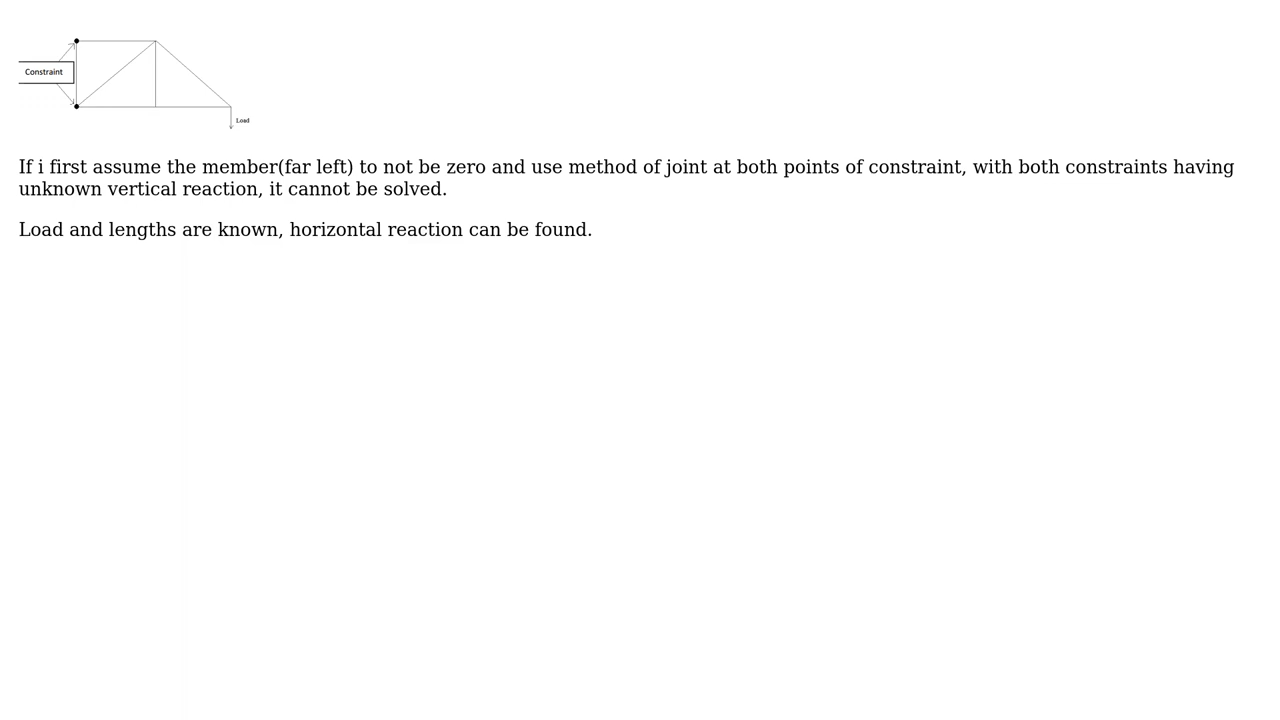 Constraint
Load
If i first assume the member(far left) to not be zero and use method of joint at both points of constraint, with both constraints having
unknown vertical reaction, it cannot be solved.
Load and lengths are known, horizontal reaction can be found.